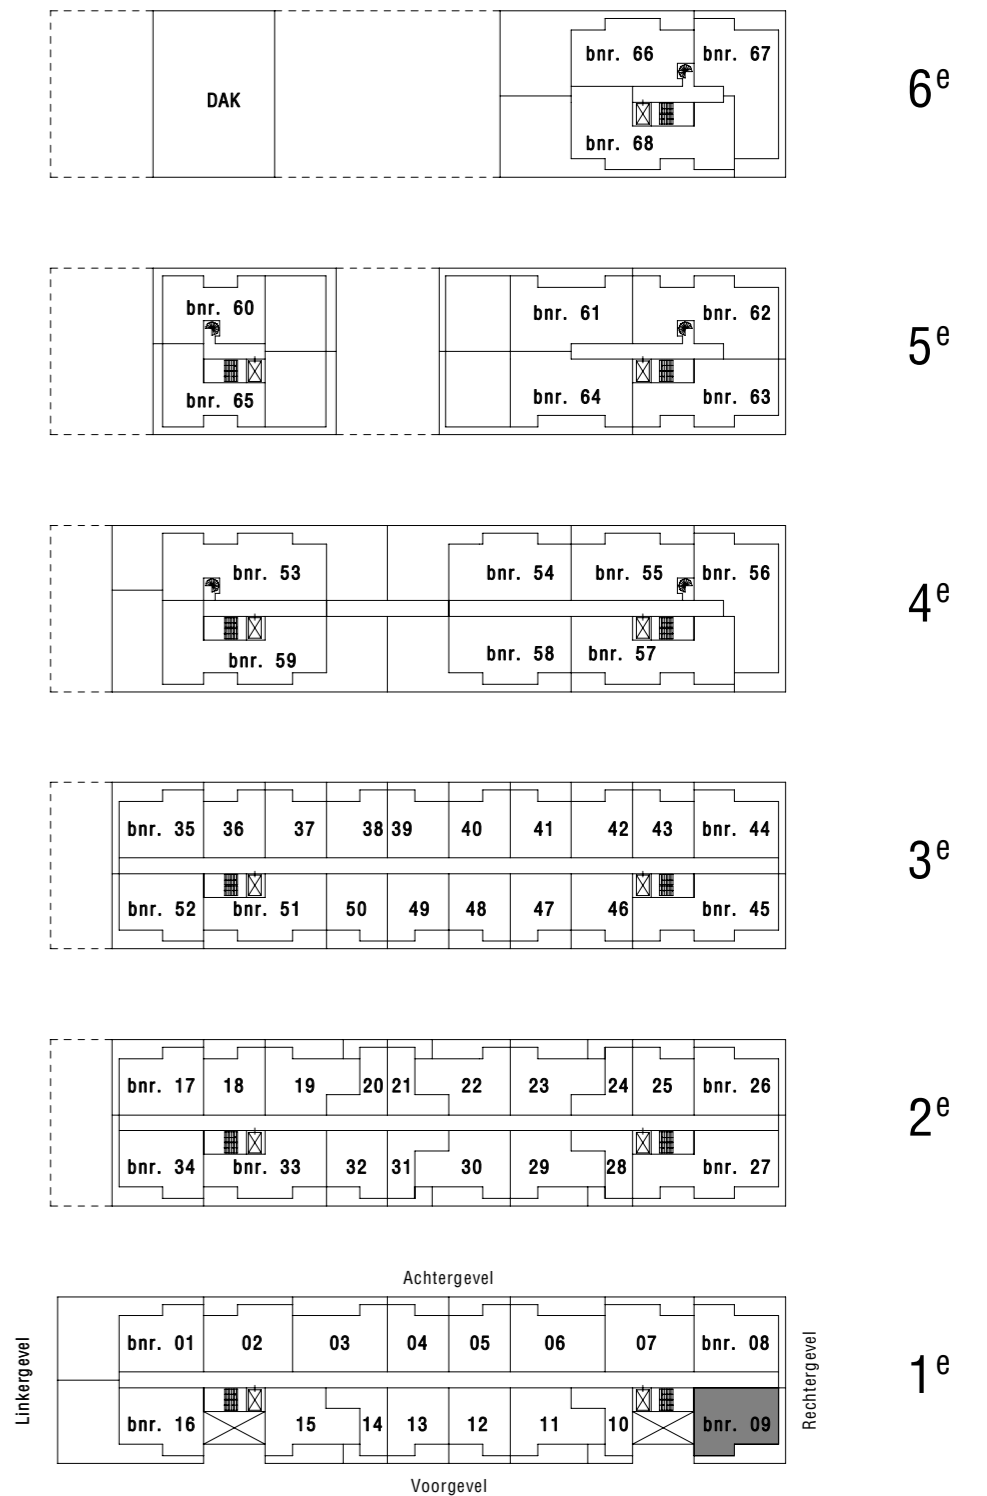 bnr. 66 bnr. 67
DAK
bnr. 68
6e
bnr. 60 bnr. 61 bnr. 62
bnr. 65 bnr. 64 bnr. 63
5e
bnr. 53 bnr. 54 bnr. 55 bnr. 56
bnr. 59 bnr. 58 bnr. 57
4e
bnr. 35 36 37 38 39 40 41 42 43 bnr. 44
bnr. 52 bnr. 51 50 49 48 47 46 bnr. 45
3e
bnr. 17 18 19 20 21 22 23 24 25 bnr. 26
bnr. 34 bnr. 33 32 31 30 29 28 bnr. 27
2e
Achtergevel
bnr. 01 02 03 04 05 06 07 bnr. 08
bnr. 16 15 14 13 12 11 10 bnr. 09
Linkergevel
Rechtergevel
1e
Voorgevel